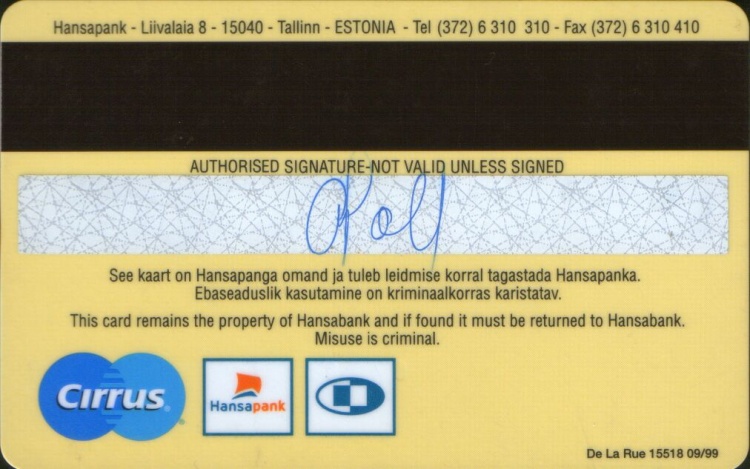 Hansapank - Liivalaia 8 - 15040 - Tallinn - ESTONIA - Tel (372) 6 310 310 - Fax (372) 6 310 410
AUTHORISED SIGNATURE-NOT VALID UNLESS SIGNED
See kaart on Hansapanga omand ja tuleb leidmise korral tagastada Hansapanka.
Ebaseaduslik kasutamine on kriminaalkorras karistatav.
This card remains the property of Hansabank and if found it must be returned to Hansabank.
Misuse is criminal.
Cirrus®
Hansapank
De La Rue 15518 09/99